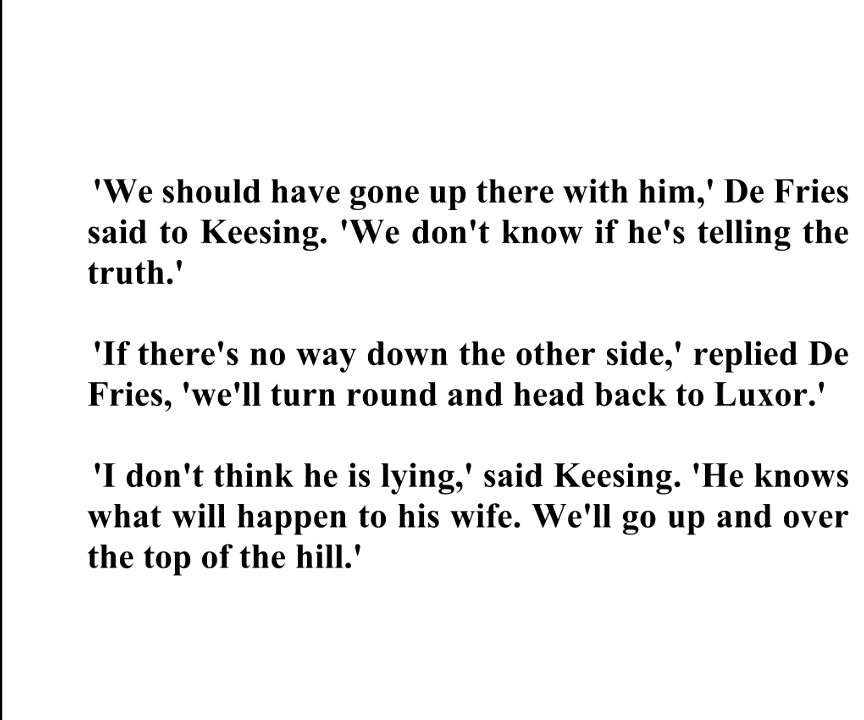 'We should have gone up there with him,' De Fries
said to Keesing. 'We don't know if he's telling the
truth.'
'If there's no way down the other side,' replied De
Fries, 'we'll turn round and head back to Luxor.'
'I don't think he is lying,' said Keesing. 'He knows
what will happen to his wife. We'll go up and over
the top of the hill.'